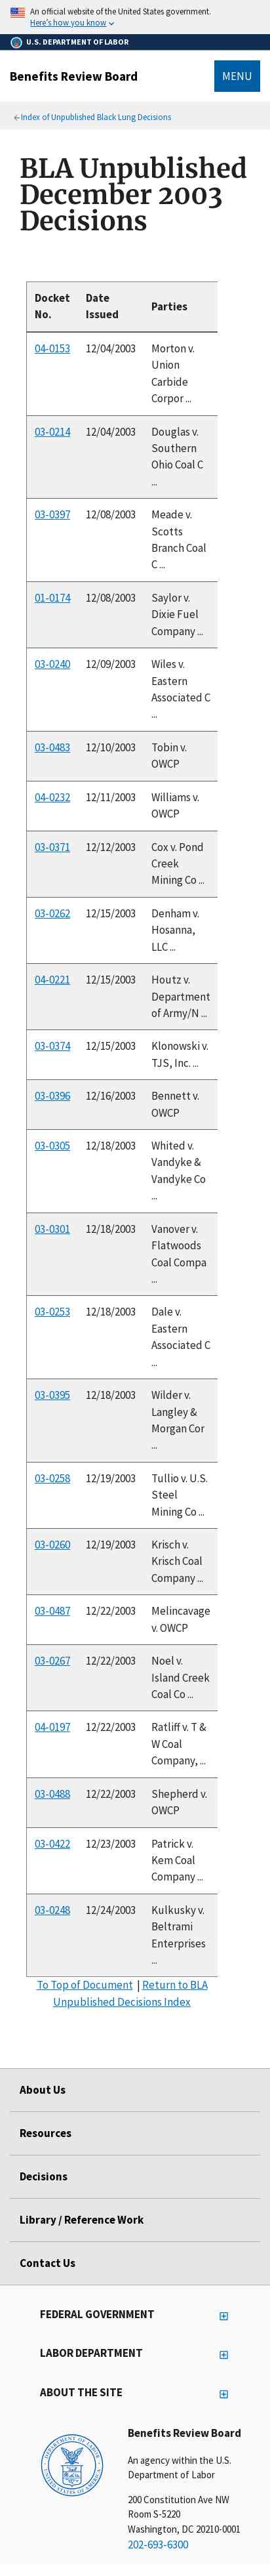 An official website of the United States government.
Here's how you know
U.S. DEPARTMENT OF LABOR
Benefits Review Board
MENU
Index of Unpublished Black Lung Decisions
BLA Unpublished
December 2003
Decisions
Docket No. Date Issued Parties
04-0153 12/04/2003 Morton v.
Union
Carbide
Corpor ...
03-0214 12/04/2003 Douglas v.
Southern
Ohio Coal C
...
03-0397 12/08/2003 Meade v.
Scotts
Branch Coal
C ...
01-0174 12/08/2003 Saylor v.
Dixie Fuel
Company ...
03-0240 12/09/2003 Wiles v.
Eastern
Associated C
...
03-0483 12/10/2003 Tobin v.
OWCP
04-0232 12/11/2003 Williams v.
OWCP
03-0371 12/12/2003 Cox v. Pond
Creek
Mining Co ...
03-0262 12/15/2003 Denham v.
Hosanna,
LLC ...
04-0221 12/15/2003 Houtz v.
Department
of Army/N ...
03-0374 12/15/2003 Klonowski v.
TJS, Inc. ...
03-0396 12/16/2003 Bennett v.
OWCP
03-0305 12/18/2003 Whited v.
Vandyke &
Vandyke Co
...
03-0301 12/18/2003 Vanover v.
Flatwoods
Coal Compa
...
03-0253 12/18/2003 Dale v.
Eastern
Associated C
...
03-0395 12/18/2003 Wilder v.
Langley &
Morgan Cor
...
03-0258 12/19/2003 Tullio v. U.S.
Steel
Mining Co ...
03-0260 12/19/2003 Krisch v.
Krisch Coal
Company ...
03-0487 12/22/2003 Melincavage
v. OWCP
03-0267 12/22/2003 Noel v.
Island Creek
Coal Co ...
04-0197 12/22/2003 Ratliff v. T &
W Coal
Company, ...
03-0488 12/22/2003 Shepherd v.
OWCP
03-0422 12/23/2003 Patrick v.
Kem Coal
Company ...
03-0248 12/24/2003 Kulkusky v.
Beltrami
Enterprises
...
To Top of Document | Return to BLA
Unpublished Decisions Index
About Us
Resources
Decisions
Library / Reference Work
Contact Us
FEDERAL GOVERNMENT
LABOR DEPARTMENT
ABOUT THE SITE
Benefits Review Board
An agency within the U.S.
Department of Labor
200 Constitution Ave NW
Room S-5220
Washington, DC 20210-0001
202-693-6300